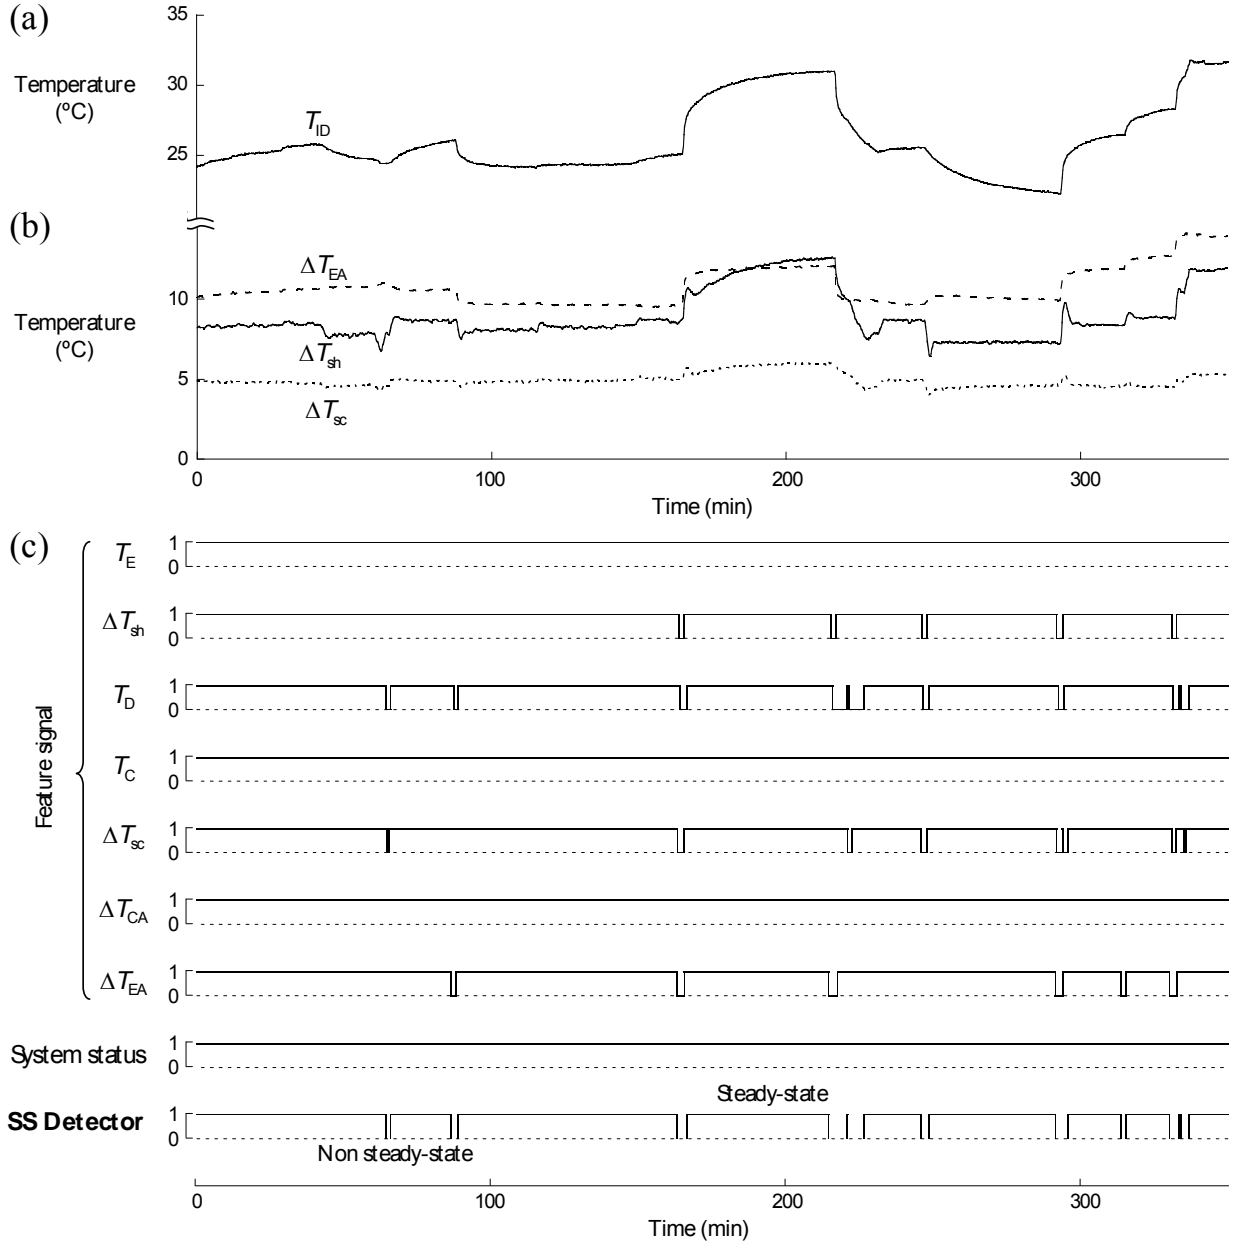 (a)
35
Temperature
(ºC)
30
T_ID
25
(b)
ΔT_EA
10
Temperature
(ºC)
ΔT_sh
5
ΔT_sc
0
0 100 200 300
Time (min)
(c)
Feature signal
T_E 1
0
ΔT_sh 1
0
T_D 1
0
T_C 1
0
ΔT_sc 1
0
ΔT_CA 1
0
ΔT_EA 1
0
System status 1
0
Steady-state
SS Detector 1
0
Non steady-state
0 100 200 300
Time (min)